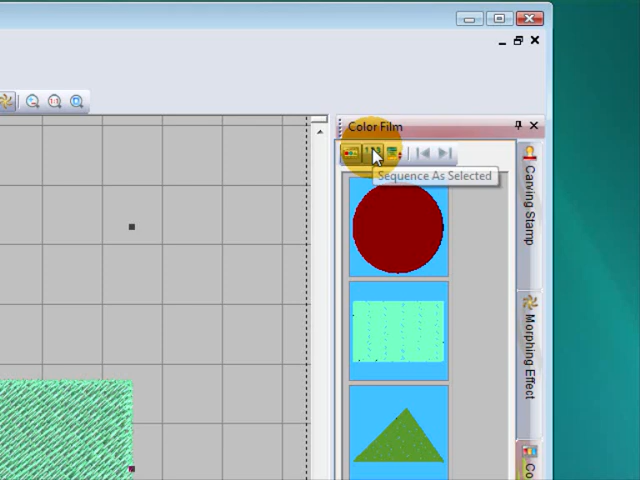 Color Film
Sequence As Selected
Carving Stamp
Morphing Effect
Co